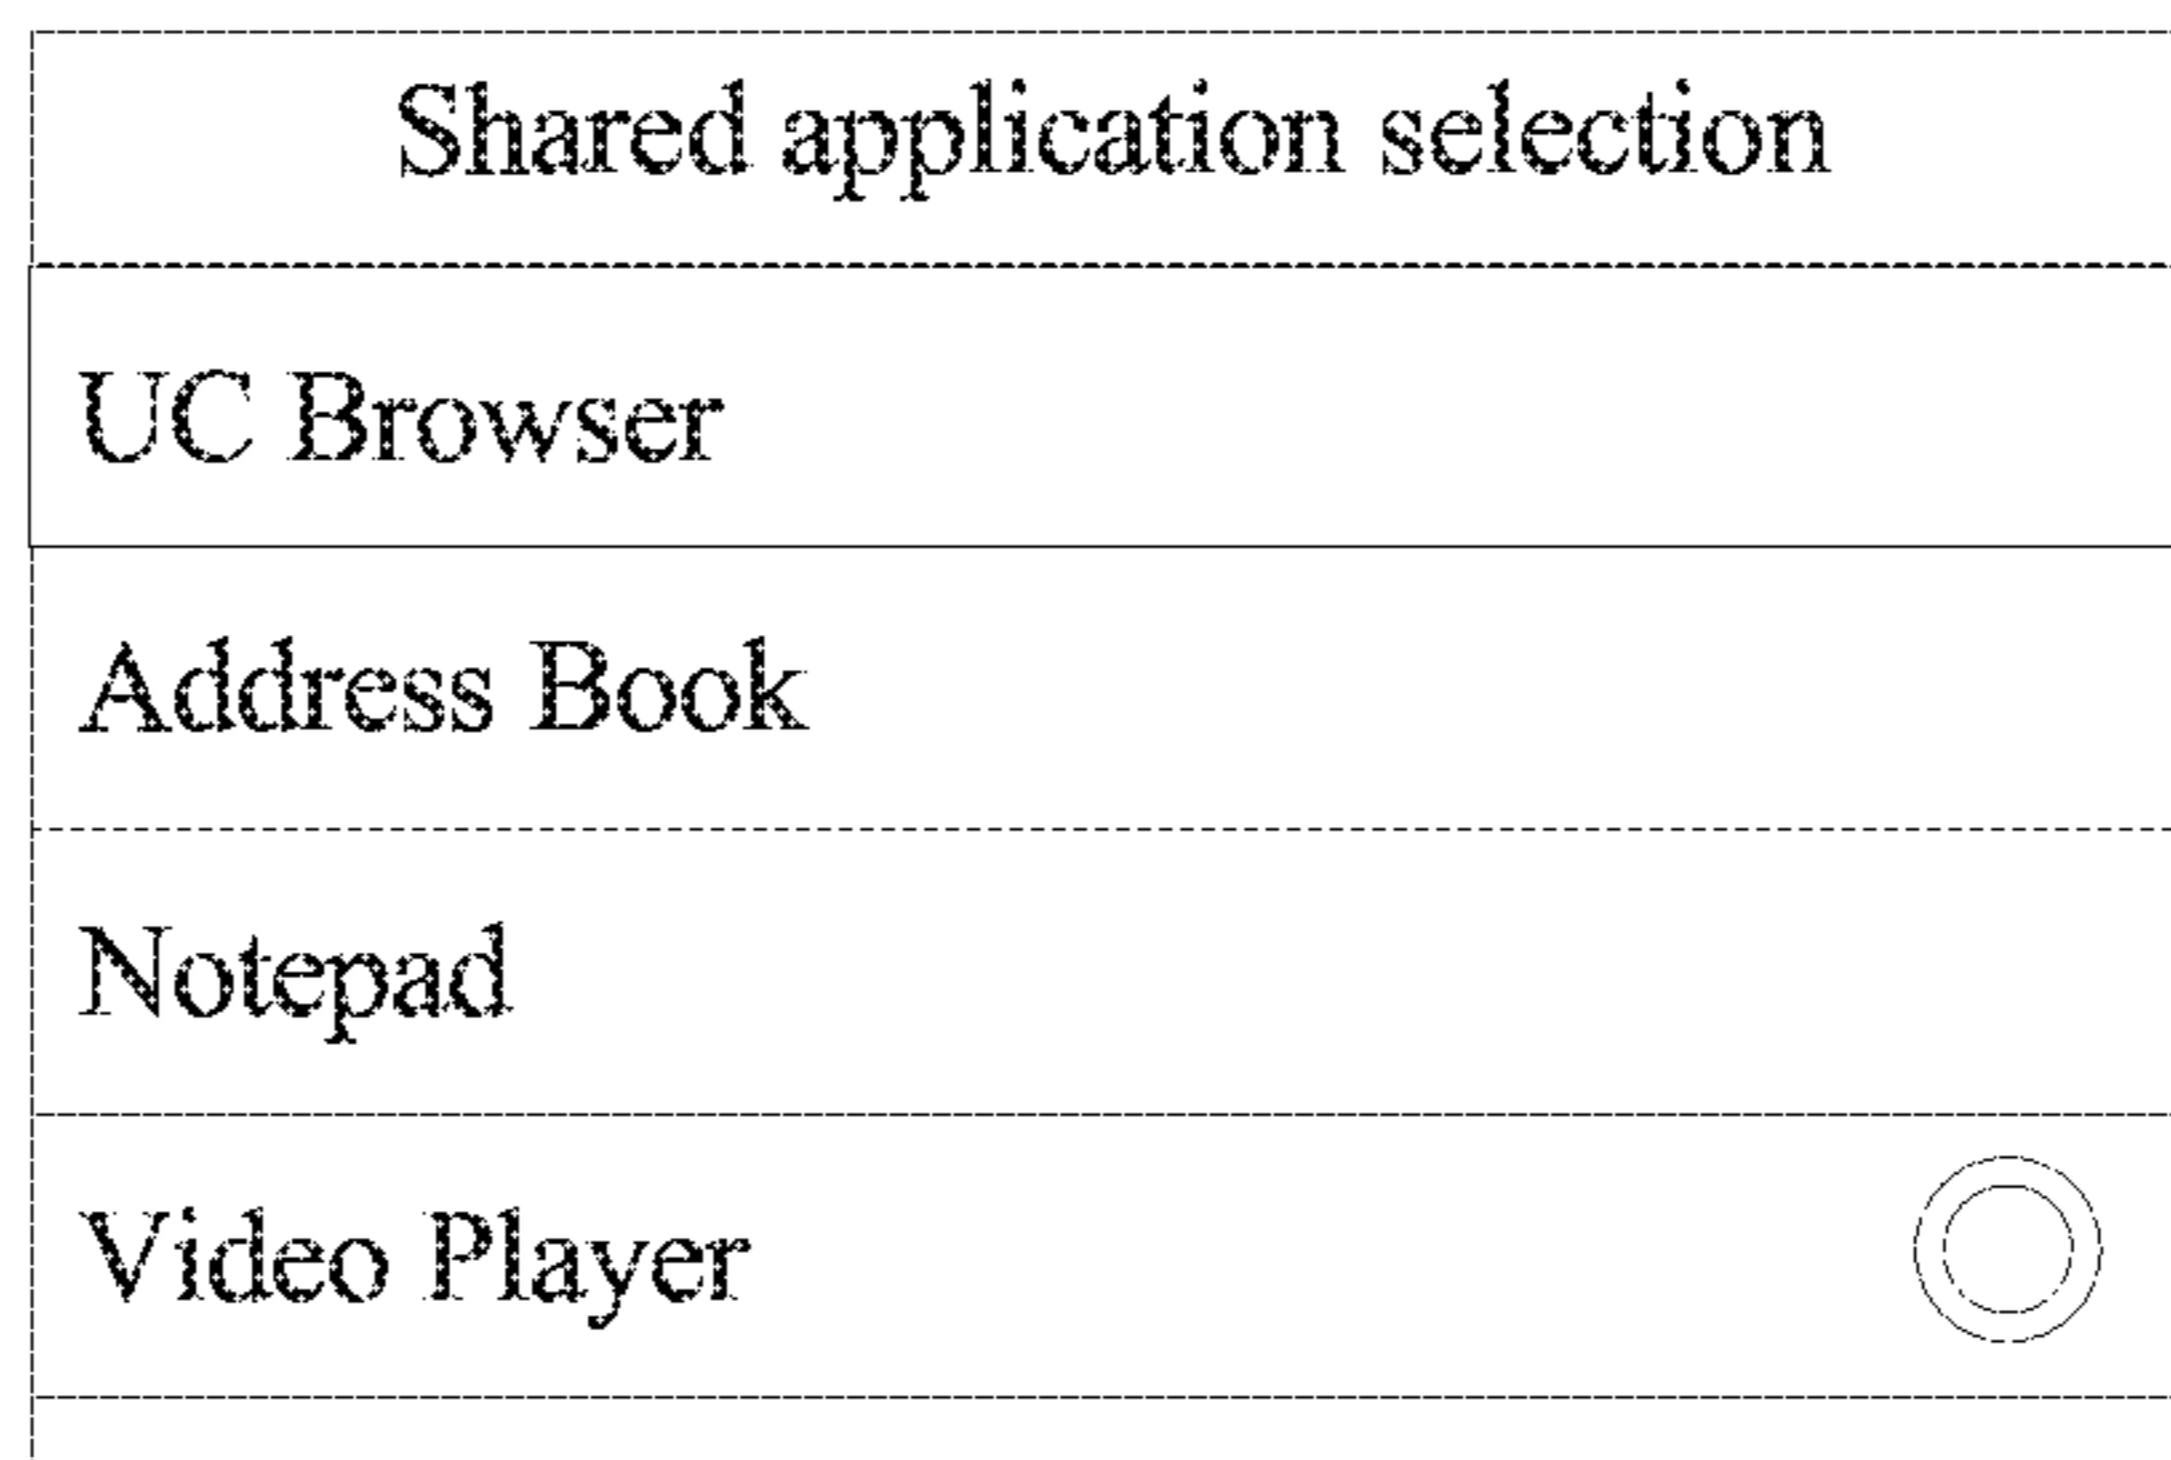 Shared application selection
UC Browser
Address Book
Notepad
Video Player